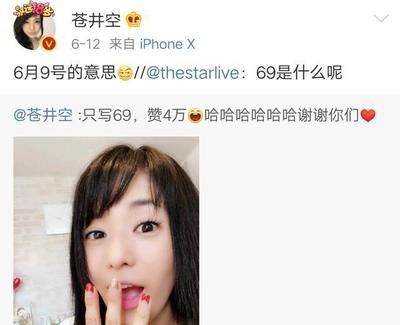 苍井空
6-12 来自 iPhone X
6月9号的意思//@thestarlive：69是什么呢
@苍井空 :只写69，赞4万哈哈哈哈哈哈谢谢你们